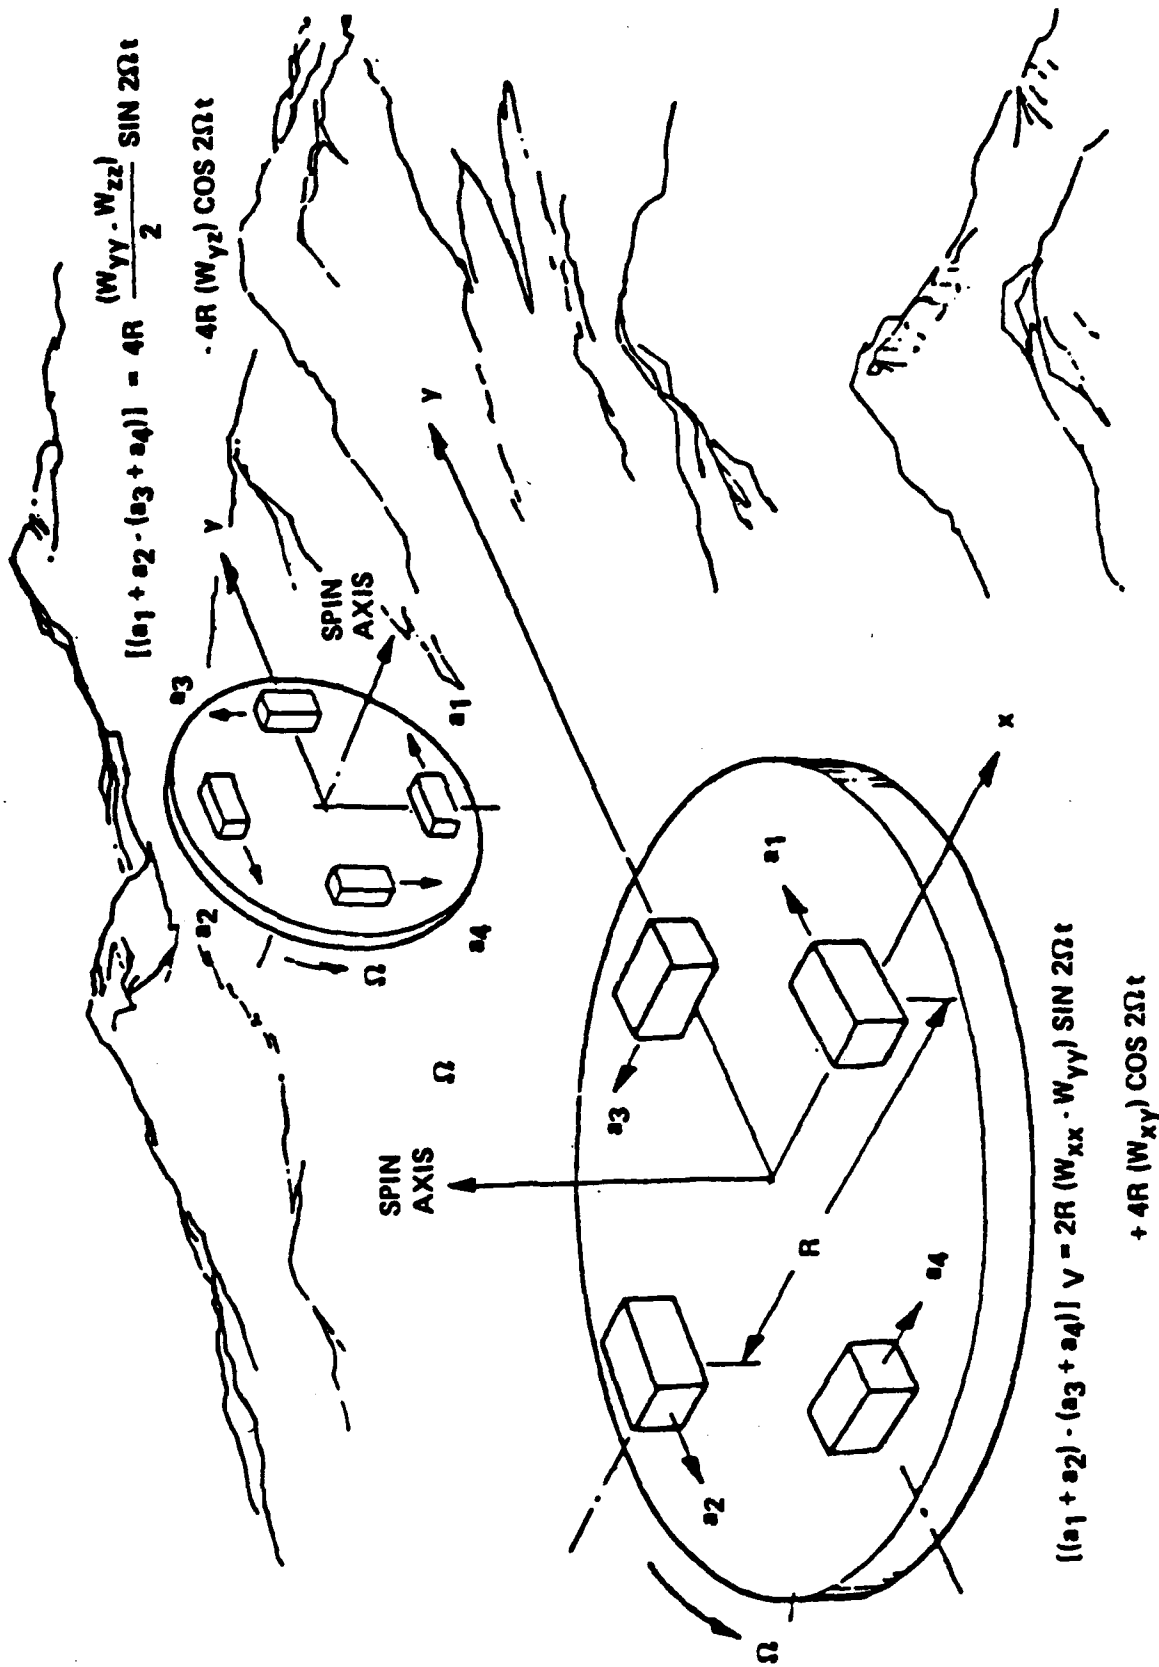 [(a1 + a2 - (a3 + a4)] = 4R (Wyy - Wzz) / 2 SIN 2Ωt
- 4R (Wyz) COS 2Ωt
y
SPIN
AXIS
a3
a1
a2
a4
Ω
y
Ω
SPIN
AXIS
x
a1
a3
R
a4
a2
Ω
[(a1 + a2) - (a3 + a4)] V = 2R (Wxx - Wyy) SIN 2Ωt
+ 4R (Wxy) COS 2Ωt